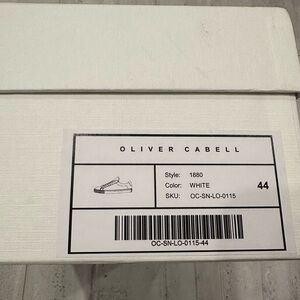 OLIVER CABELL
Style: 1880
Color: WHITE
SKU: OC-SN-LO-0115
44
OC-SN-LO-0115-44